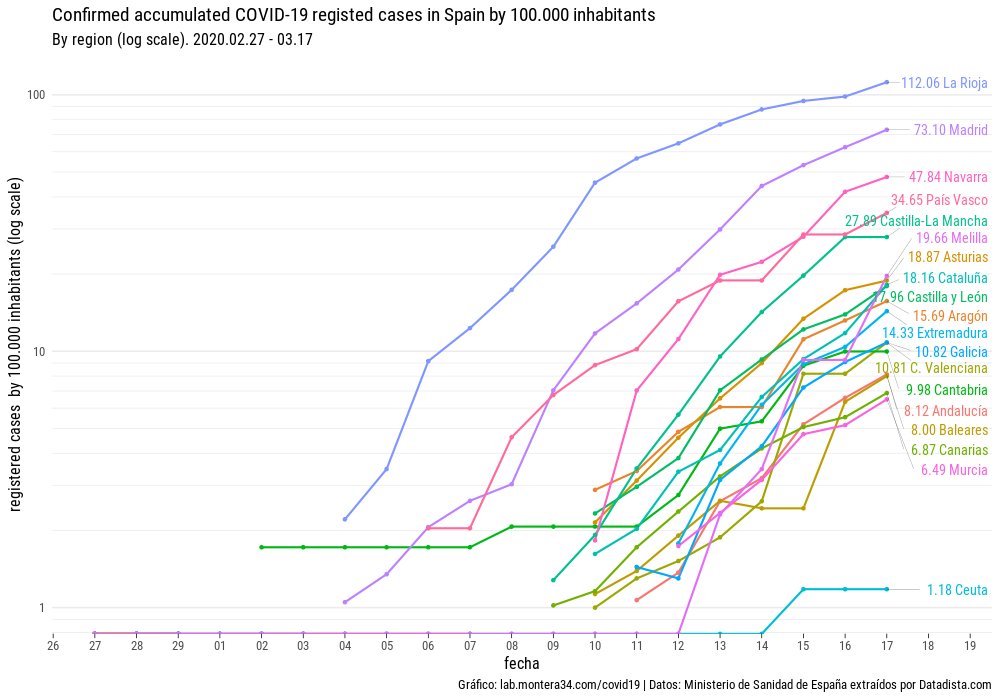 Confirmed accumulated COVID-19 registed cases in Spain by 100.000 inhabitants
By region (log scale). 2020.02.27 - 03.17
registered cases by 100.000 inhabitants (log scale)
100
10
1
112.06 La Rioja
73.10 Madrid
47.84 Navarra
34.65 País Vasco
27.89 Castilla-La Mancha
19.66 Melilla
18.87 Asturias
18.16 Cataluña
17.96 Castilla y León
15.69 Aragón
14.33 Extremadura
10.82 Galicia
10.81 C. Valenciana
9.98 Cantabria
8.12 Andalucía
8.00 Baleares
6.87 Canarias
6.49 Murcia
1.18 Ceuta
26 27 28 29 01 02 03 04 05 06 07 08 09 10 11 12 13 14 15 16 17 18 19
fecha
Gráfico: lab.montera34.com/covid19 | Datos: Ministerio de Sanidad de España extraídos por Datadista.com